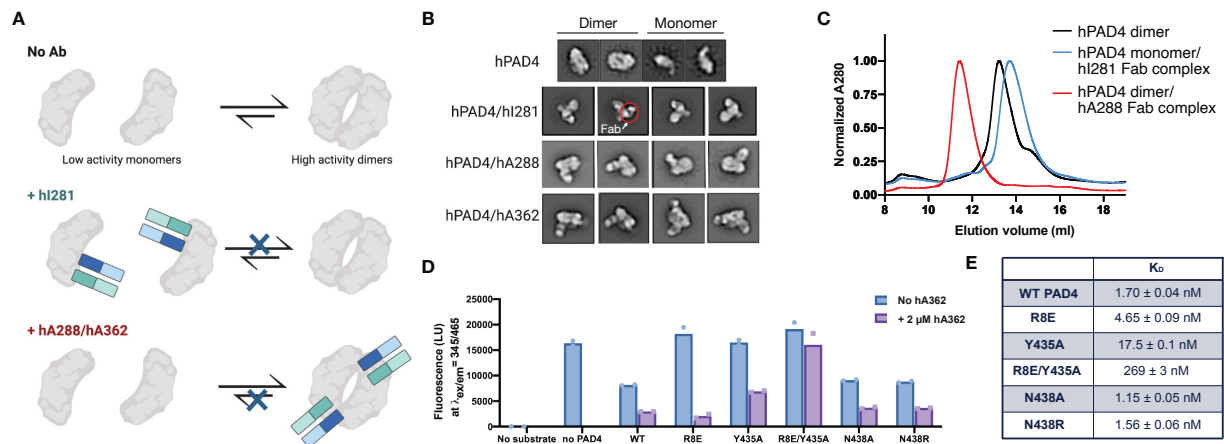 A
No Ab
Low activity monomers
High activity dimers
+ hI281
+ hA288/hA362
B
Dimer
Monomer
hPAD4
hPAD4/hI281
Fab
hPAD4/hA288
hPAD4/hA362
C
hPAD4 dimer
hPAD4 monomer/
hI281 Fab complex
hPAD4 dimer/
hA288 Fab complex
Normalized A280
1.00
0.75
0.50
0.25
0.00
8
10
12
14
16
18
Elution volume (ml)
D
Fluorescence (LU)
at λex/em= 345/465
25000
20000
15000
10000
5000
0
No substrate
no PAD4
WT
R8E
Y435A
R8E/Y435A
N438A
N438R
No hA362
+ 2 µM hA362
E
KD
WT PAD4 1.70 ± 0.04 nM
R8E 4.65 ± 0.09 nM
Y435A 17.5 ± 0.1 nM
R8E/Y435A 269 ± 3 nM
N438A 1.15 ± 0.05 nM
N438R 1.56 ± 0.06 nM